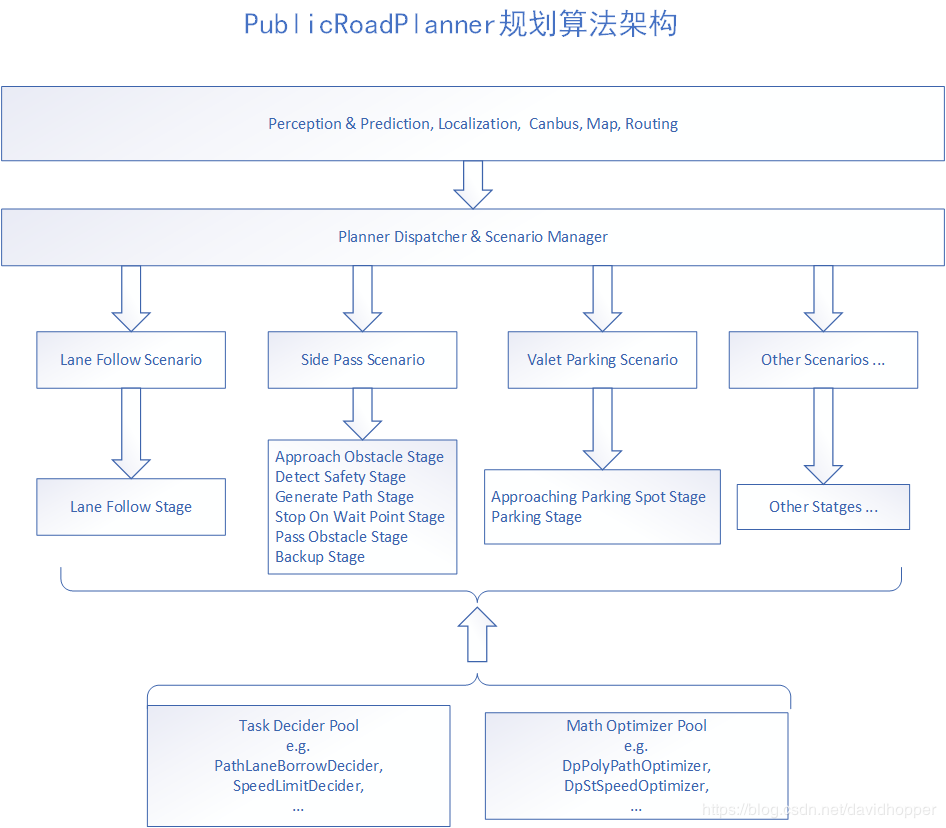 PublicRoadPlanner规划算法架构
Perception & Prediction, Localization, Canbus, Map, Routing
Planner Dispatcher & Scenario Manager
Lane Follow Scenario
Side Pass Scenario
Valet Parking Scenario
Other Scenarios ...
Lane Follow Stage
Approach Obstacle Stage
Detect Safety Stage
Generate Path Stage
Stop On Wait Point Stage
Pass Obstacle Stage
Backup Stage
Approaching Parking Spot Stage
Parking Stage
Other Statges ...
Task Decider Pool
e.g.
PathLaneBorrowDecider,
SpeedLimitDecider,
...
Math Optimizer Pool
e.g.
DpPolyPathOptimizer,
DpStSpeedOptimizer,
...
https://blog.csdn.net/davidhopper